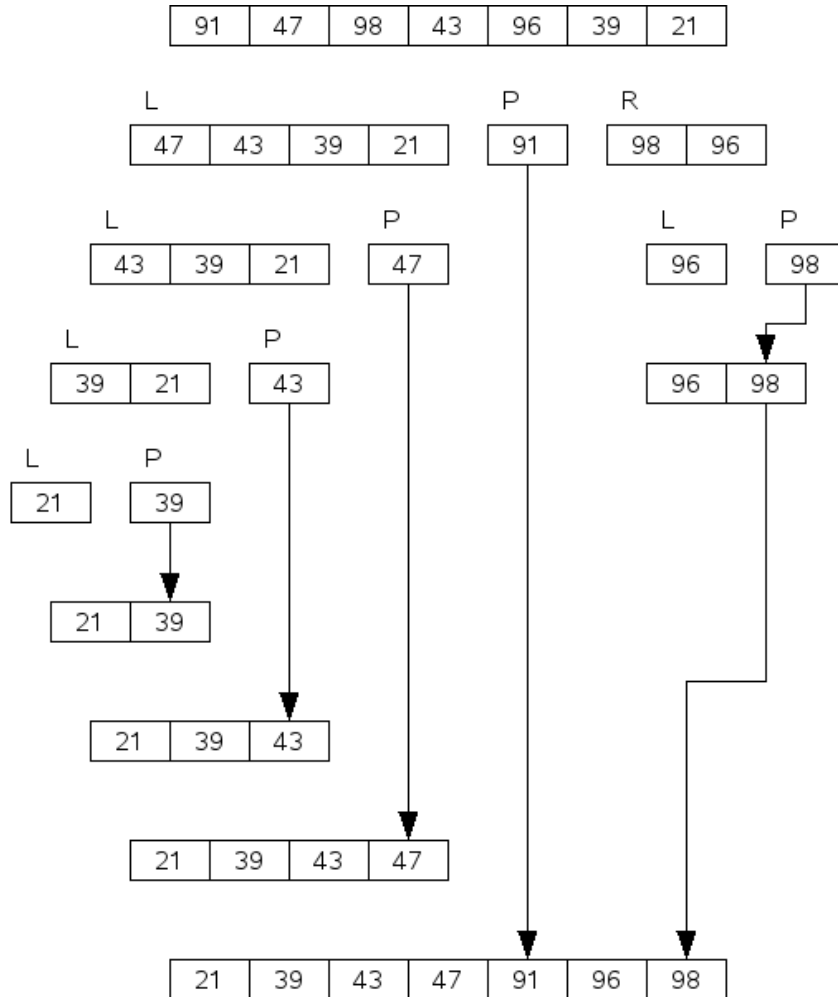 91 47 98 43 96 39 21
L P R
47 43 39 21 91 98 96
L P L P
43 39 21 47 96 98
L P
39 21 43 96 98
L P
21 39
21 39
21 39 43
21 39 43 47
21 39 43 47 91 96 98